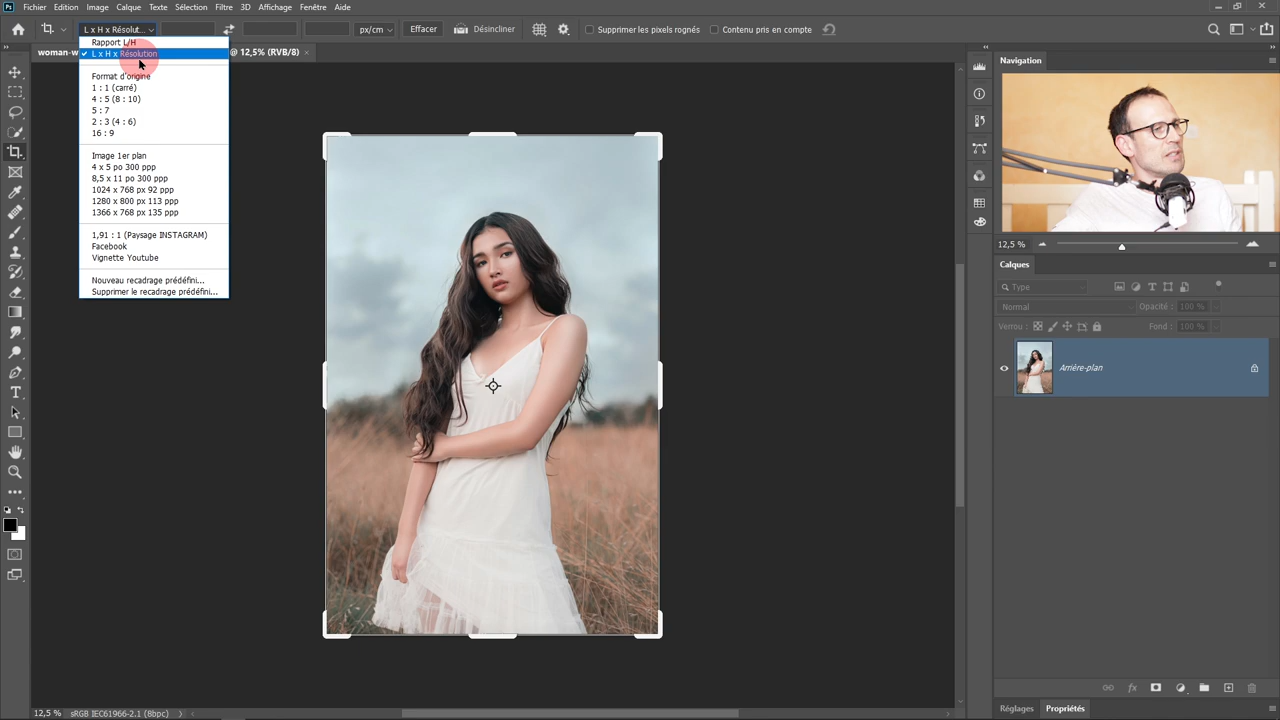 Ps Fichier Edition Image Calque Texte Sélection Filtre 3D Affichage Fenêtre Aide
L x H x Résolut... px/cm Effacer Désincliner Supprimer les pixels rognés Contenu pris en compte
woman-w @ 12,5% (RVB/8) ×
Rapport L/H
L x H x Résolution
Format d'origine
1 : 1 (carré)
4 : 5 (8 : 10)
5 : 7
2 : 3 (4 : 6)
16 : 9
Image 1er plan
4 x 5 po 300 ppp
8,5 x 11 po 300 ppp
1024 x 768 px 92 ppp
1280 x 800 px 113 ppp
1366 x 768 px 135 ppp
1,91 : 1 (Paysage INSTAGRAM)
Facebook
Vignette Youtube
Nouveau recadrage prédéfini...
Supprimer le recadrage prédéfini...
Navigation
12,5 %
Calques
Type
Normal Opacité : 100 %
Verrou : Fond : 100 %
Arrière-plan
fx
Réglages Propriétés
12,5 % sRGB IEC61966-2.1 (8bpc)